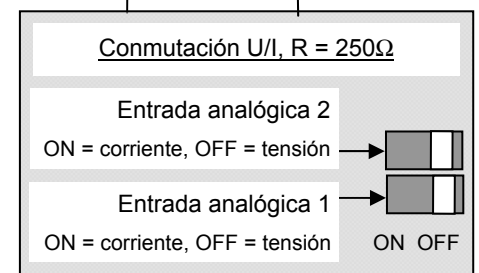 Conmutación U/I, R = 250Ω
Entrada analógica 2
ON = corriente, OFF = tensión
Entrada analógica 1
ON = corriente, OFF = tensión
ON OFF